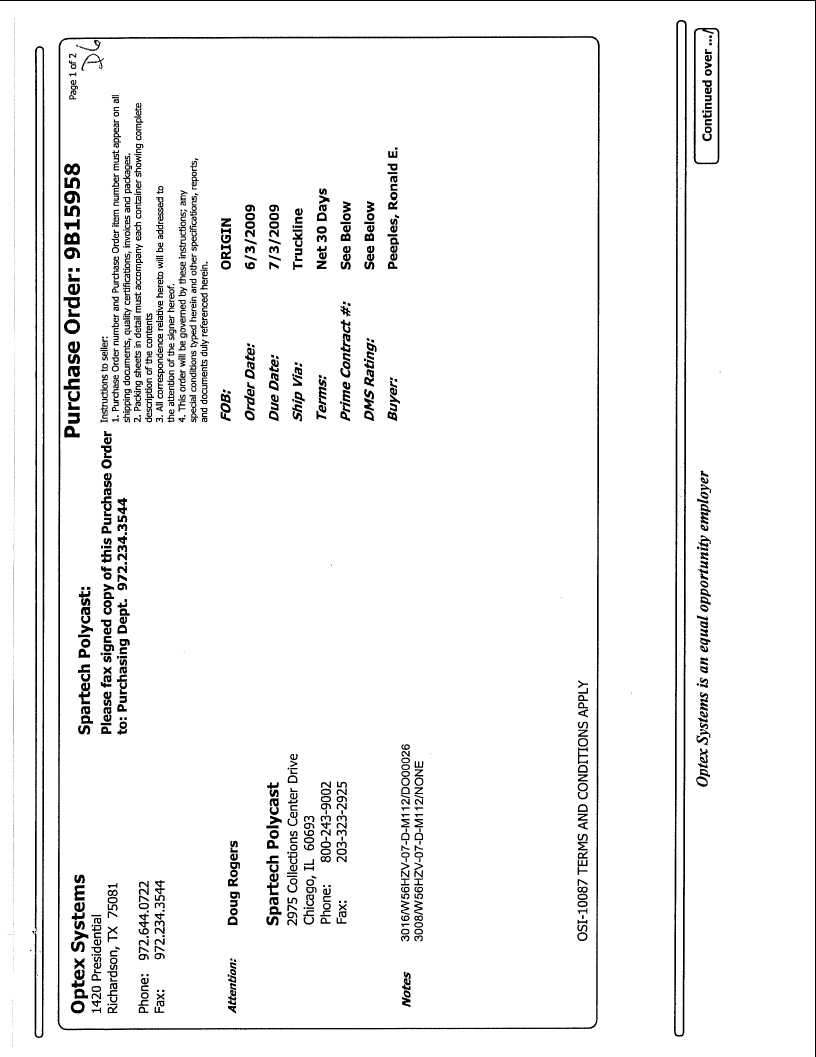 Optex Systems
1420 Presidential
Richardson, TX 75081
Phone: 972.644.0722
Fax: 972.234.3544
Spartech Polycast:
Please fax signed copy of this Purchase Order
to: Purchasing Dept. 972.234.3544
Purchase Order: 9B15958
Page 1 of 2
D6
Instructions to seller:
1. Purchase Order number and Purchase Order item number must appear on all
shipping documents, quality certifications, invoices and packages.
2. Packing sheets in detail must accompany each container showing complete
description of the contents
3. All correspondence relative hereto will be addressed to
the attention of the signer hereof.
4. This order will be governed by these instructions; any
special conditions typed herein and other specifications, reports,
and documents duly referenced herein.
Attention: Doug Rogers
Spartech Polycast
2975 Collections Center Drive
Chicago, IL 60693
Phone: 800-243-9002
Fax: 203-323-2925
FOB: ORIGIN
Order Date: 6/3/2009
Due Date: 7/3/2009
Ship Via: Truckline
Terms: Net 30 Days
Prime Contract #: See Below
DMS Rating: See Below
Buyer: Peeples, Ronald E.
Notes 3016/W56HZV-07-D-M112/DO00026
3008/W56HZV-07-D-M112/NONE
OSI-10087 TERMS AND CONDITIONS APPLY
Continued over .../
Optex Systems is an equal opportunity employer